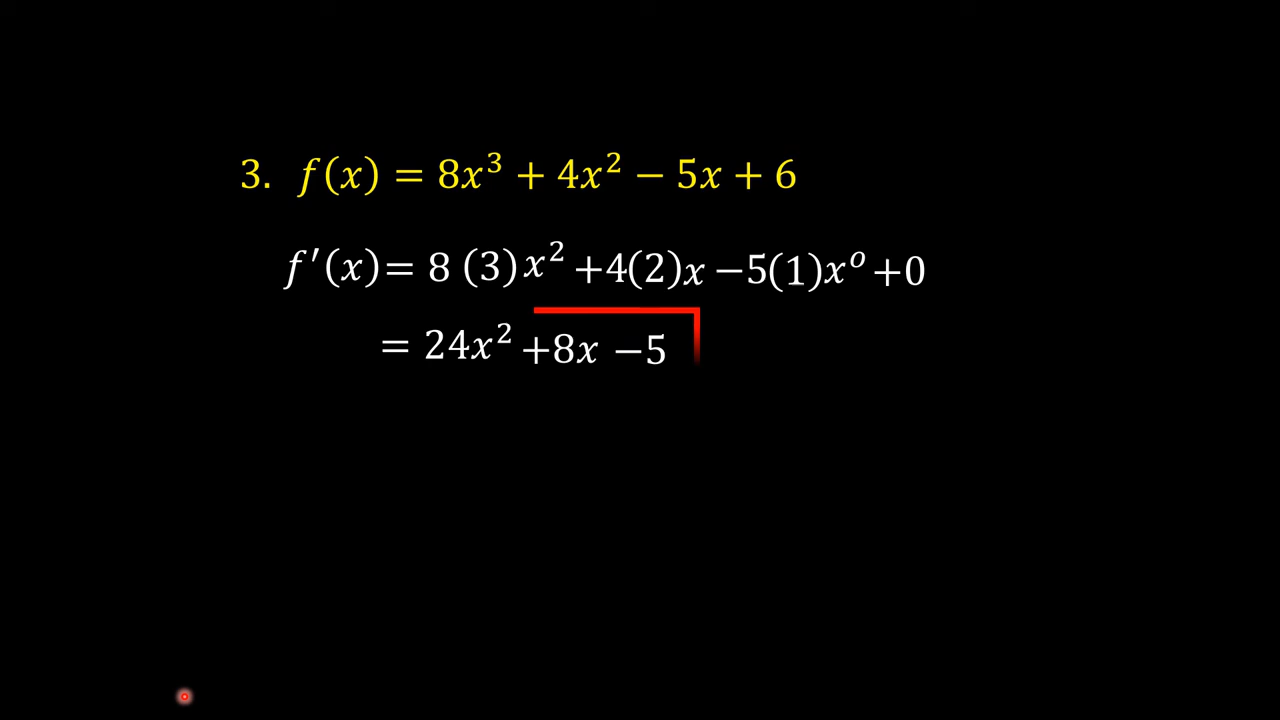 3. f(x) = 8x³ + 4x² − 5x + 6
f′(x)= 8 (3)x² +4(2)x −5(1)xᵒ +0
= 24x² +8x −5